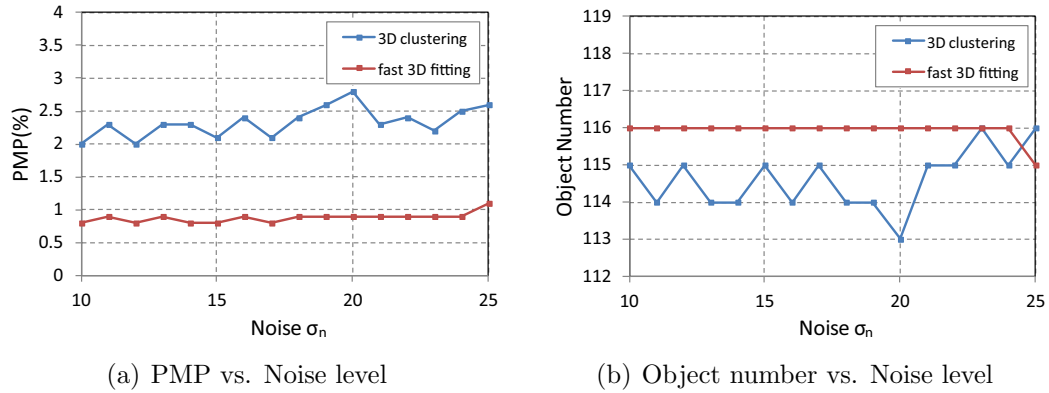 4
3.5
3
2.5
2
1.5
1
0.5
0
PMP(%)
3D clustering
fast 3D fitting
10 15 20 25
Noise σn
(a) PMP vs. Noise level
119
118
117
116
115
114
113
112
Object Number
3D clustering
fast 3D fitting
10 15 20 25
Noise σn
(b) Object number vs. Noise level